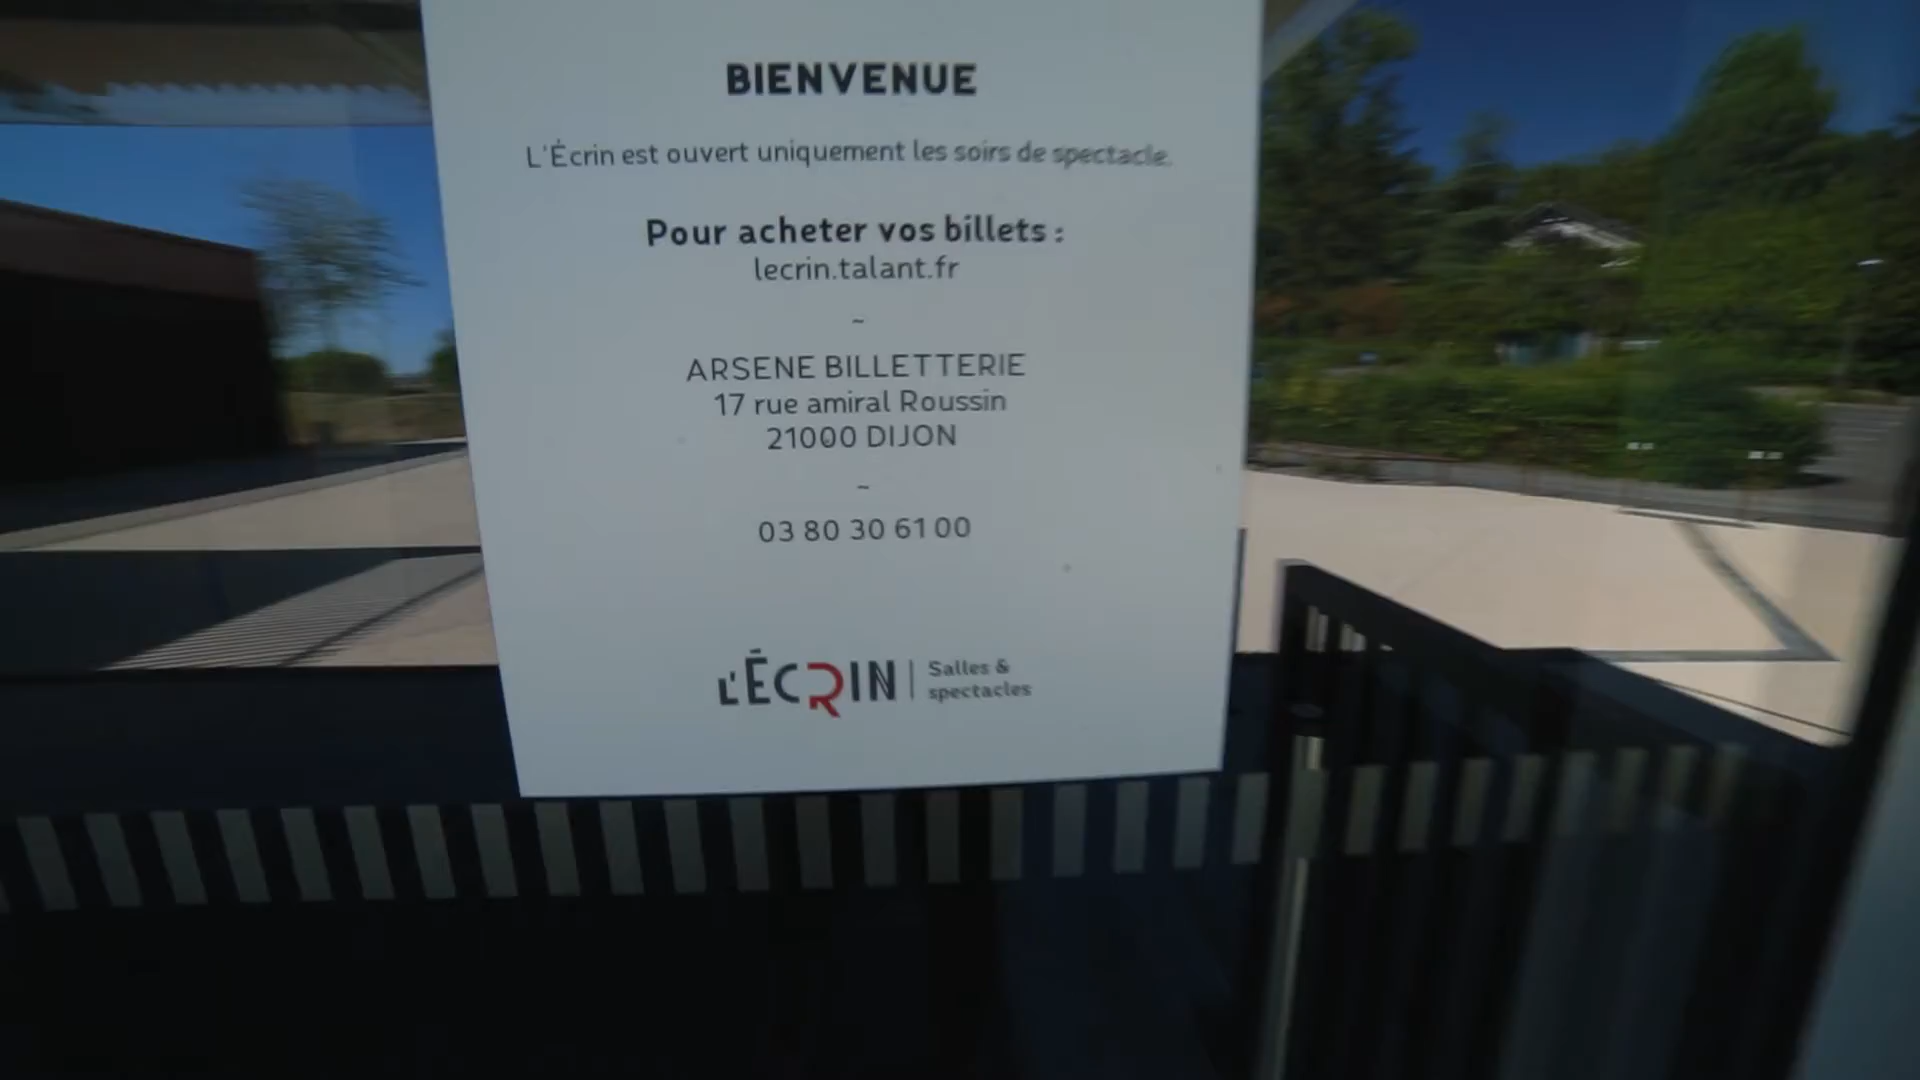 BIENVENUE
L'Écrin est ouvert uniquement les soirs de spectacle.
Pour acheter vos billets :
lecrin.talant.fr
~
ARSENE BILLETTERIE
17 rue amiral Roussin
21000 DIJON
~
03 80 30 61 00
L'ÉCRIN | Salles &
spectacles